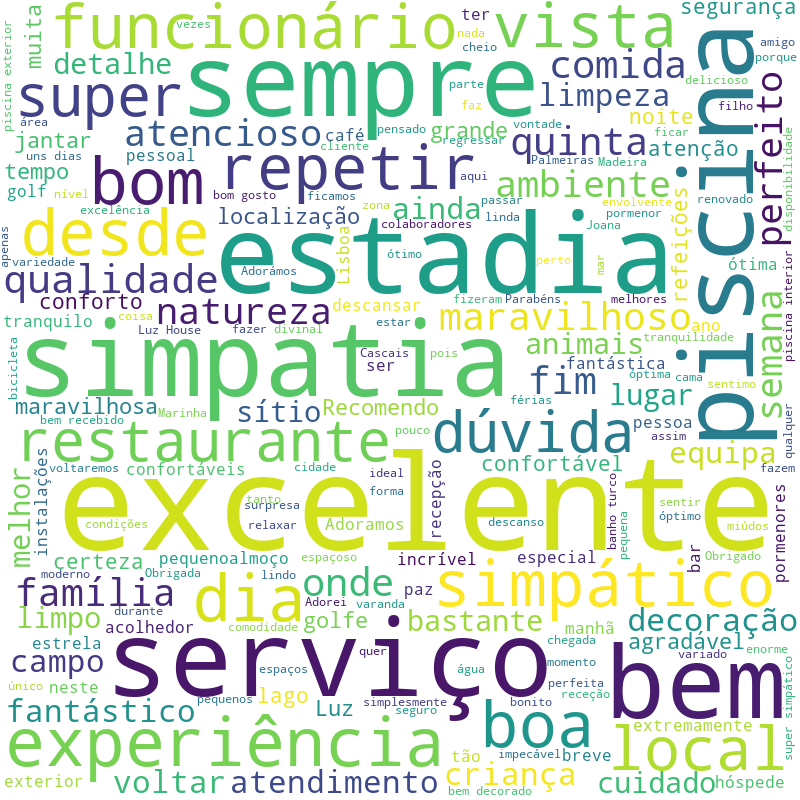 funcionário
vezes
ter
nada
cheio
vista
segurança
amigo
porque
delicioso
filho
piscina exterior
muita
detalhe
sempre
comida
limpeza
piscina
perfeito
super
parte
faz
área
jantar
atencioso
café
pensado
regressar
cliente
grande
vontade
quinta
noite
ficar
atenção
disponibilidade
uns dias
pessoal
repetir
aqui
Palmeiras
Madeira
tempo
golf
nível
bom
bom gosto
ficamos
zona
passar
ambiente
envolvente
renovado
excelência
localização
ainda
linda
pormenor
desde
colaboradores
Joana
refeições
apenas
variedade
Adorámos
estadia
Lisboa
ótimo
perto
mar
ótima
qualidade
conforto
natureza
descansar
fizeram
Parabéns
melhores
maravilhoso
ano
semana
piscina interior
tranquilo
coisa
Luz House
fazer
divinal
estar
pois
animais
tranquilidade
bicicleta
simpatia
Cascais
ser
fantástica
óptima
cama
sentimo
maravilhosa
Marinha
bem recebido
sítio
Recomendo
férias
fim
lugar
pouco
dúvida
pessoa
assim
qualquer
restaurante
equipa
instalações
voltaremos
confortáveis
cidade
ideal
recepção
confortável
fazem
melhor
excelente
tanto
surpresa
forma
condições
relaxar
Adoramos
descanso
banho turco
pequena
sentir
óptimo
miúdos
pormenores
certeza
pequenoalmoço
espaçoso
incrível
especial
bar
Obrigado
moderno
Obrigada
lindo
família
dia
onde
paz
simpático
durante
Adorei
varanda
limpo
acolhedor
comodidade
golfe
bastante
manhã
decoração
estrela
quer
chegada
agradável
enorme
campo
serviço
espaços
água
momento
variado
bem
único
neste
pequenos
lago
simplesmente
perfeita
receção
super simpático
fantástico
Luz
seguro
bonito
boa
extremamente
experiência
tão
impecável
breve
local
exterior
voltar
atendimento
criança
bem decorado
cuidado
hóspede